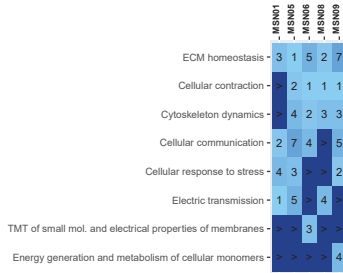 MSN01 MSN05 MSN06 MSN08 MSN09
ECM homeostasis 3 1 5 2 7
Cellular contraction > 2 1 1 1
Cytoskeleton dynamics > 4 2 3 3
Cellular communication 2 7 4 > 5
Cellular response to stress 4 3 > > 2
Electric transmission 1 5 > 4 >
TMT of small mol. and electrical properties of membranes > > 3 > >
Energy generation and metabolism of cellular monomers > > > > 4